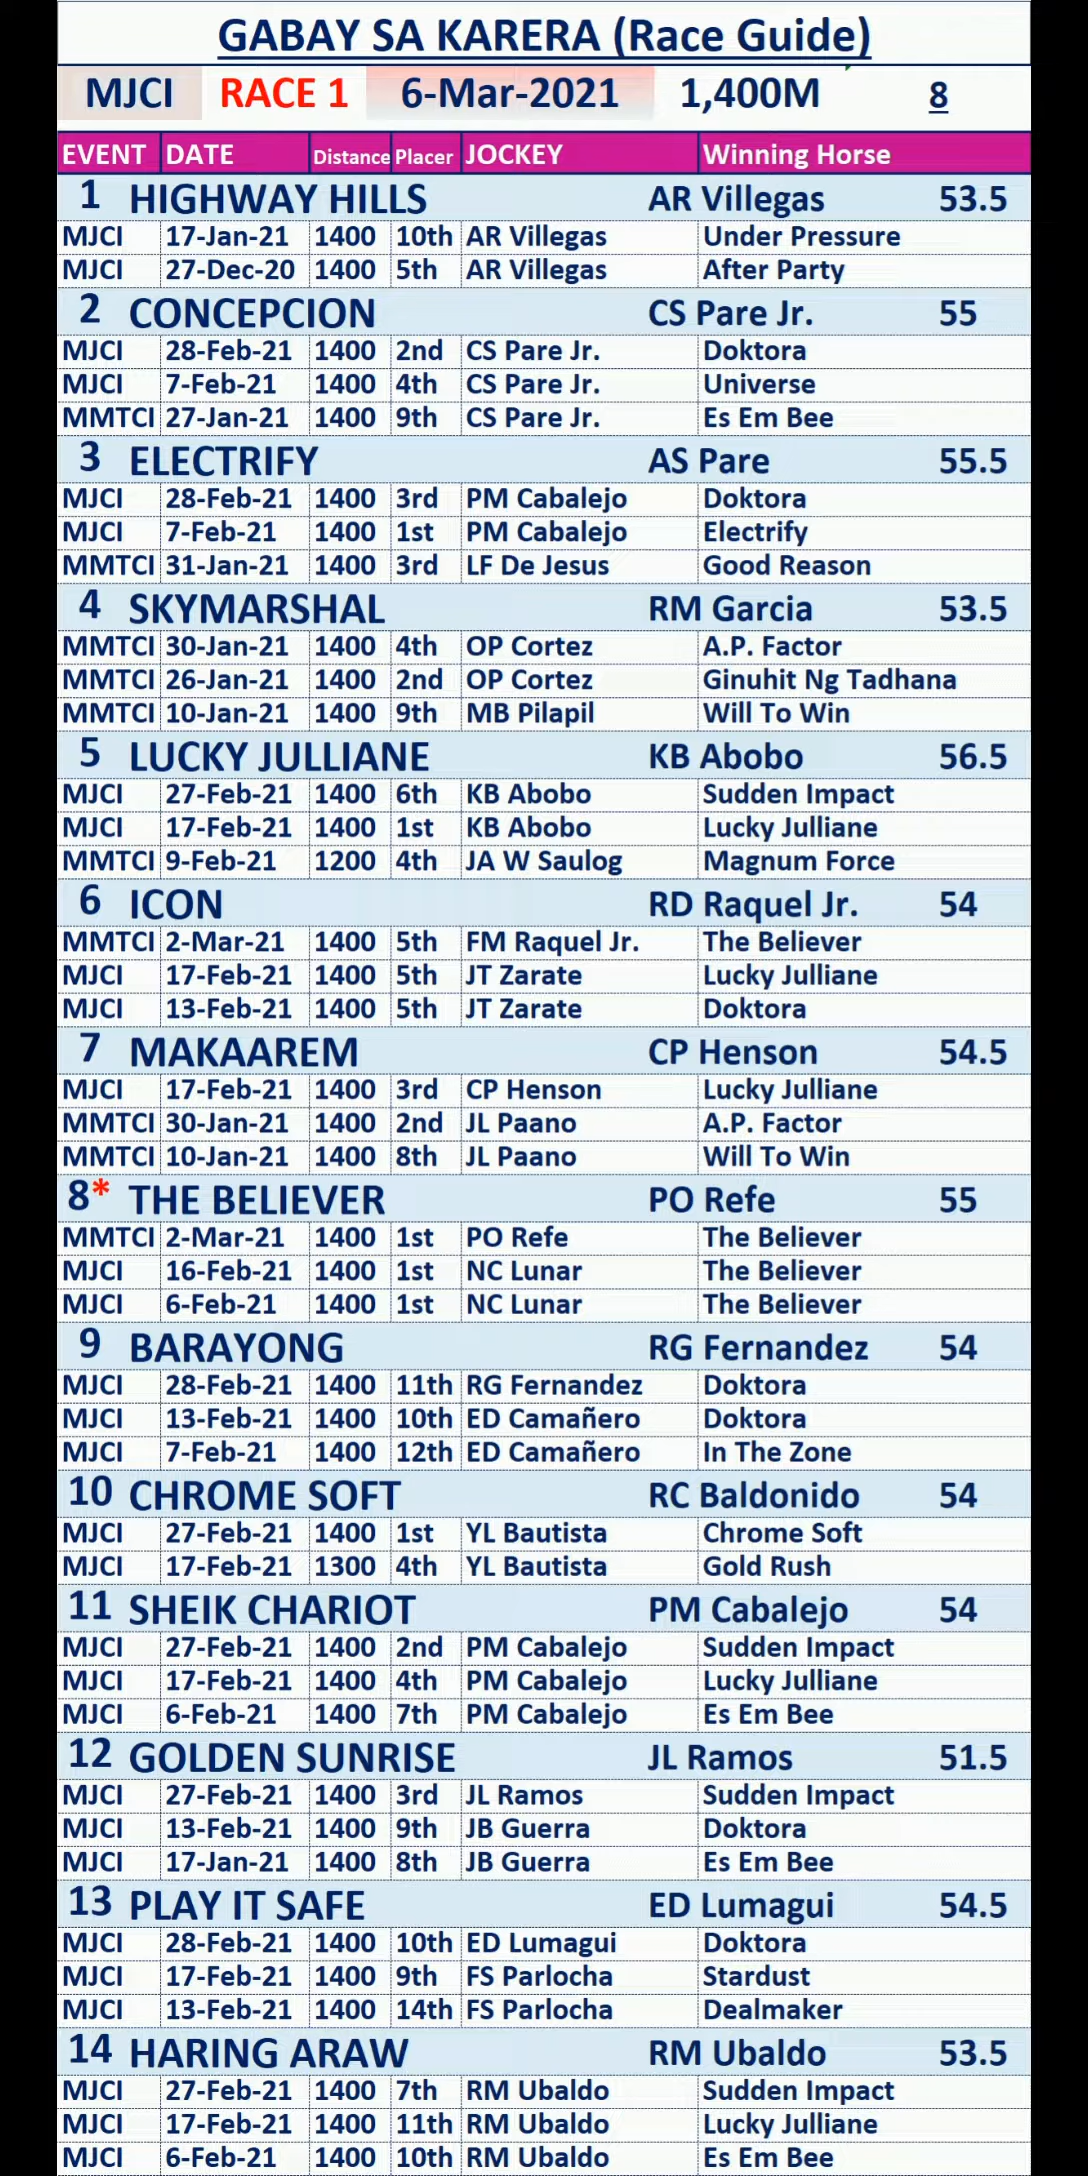 GABAY SA KARERA (Race Guide)
MJCI RACE 1 6-Mar-2021 1,400M 8
EVENT DATE Distance Placer JOCKEY Winning Horse
1 HIGHWAY HILLS AR Villegas 53.5
MJCI 17-Jan-21 1400 10th AR Villegas Under Pressure
MJCI 27-Dec-20 1400 5th AR Villegas After Party
2 CONCEPCION CS Pare Jr. 55
MJCI 28-Feb-21 1400 2nd CS Pare Jr. Doktora
MJCI 7-Feb-21 1400 4th CS Pare Jr. Universe
MMTCI 27-Jan-21 1400 9th CS Pare Jr. Es Em Bee
3 ELECTRIFY AS Pare 55.5
MJCI 28-Feb-21 1400 3rd PM Cabalejo Doktora
MJCI 7-Feb-21 1400 1st PM Cabalejo Electrify
MMTCI 31-Jan-21 1400 3rd LF De Jesus Good Reason
4 SKYMARSHAL RM Garcia 53.5
MMTCI 30-Jan-21 1400 4th OP Cortez A.P. Factor
MMTCI 26-Jan-21 1400 2nd OP Cortez Ginuhit Ng Tadhana
MMTCI 10-Jan-21 1400 9th MB Pilapil Will To Win
5 LUCKY JULLIANE KB Abobo 56.5
MJCI 27-Feb-21 1400 6th KB Abobo Sudden Impact
MJCI 17-Feb-21 1400 1st KB Abobo Lucky Julliane
MMTCI 9-Feb-21 1200 4th JA W Saulog Magnum Force
6 ICON RD Raquel Jr. 54
MMTCI 2-Mar-21 1400 5th FM Raquel Jr. The Believer
MJCI 17-Feb-21 1400 5th JT Zarate Lucky Julliane
MJCI 13-Feb-21 1400 5th JT Zarate Doktora
7 MAKAAREM CP Henson 54.5
MJCI 17-Feb-21 1400 3rd CP Henson Lucky Julliane
MMTCI 30-Jan-21 1400 2nd JL Paano A.P. Factor
MMTCI 10-Jan-21 1400 8th JL Paano Will To Win
8* THE BELIEVER PO Refe 55
MMTCI 2-Mar-21 1400 1st PO Refe The Believer
MJCI 16-Feb-21 1400 1st NC Lunar The Believer
MJCI 6-Feb-21 1400 1st NC Lunar The Believer
9 BARAYONG RG Fernandez 54
MJCI 28-Feb-21 1400 11th RG Fernandez Doktora
MJCI 13-Feb-21 1400 10th ED Camañero Doktora
MJCI 7-Feb-21 1400 12th ED Camañero In The Zone
10 CHROME SOFT RC Baldonido 54
MJCI 27-Feb-21 1400 1st YL Bautista Chrome Soft
MJCI 17-Feb-21 1300 4th YL Bautista Gold Rush
11 SHEIK CHARIOT PM Cabalejo 54
MJCI 27-Feb-21 1400 2nd PM Cabalejo Sudden Impact
MJCI 17-Feb-21 1400 4th PM Cabalejo Lucky Julliane
MJCI 6-Feb-21 1400 7th PM Cabalejo Es Em Bee
12 GOLDEN SUNRISE JL Ramos 51.5
MJCI 27-Feb-21 1400 3rd JL Ramos Sudden Impact
MJCI 13-Feb-21 1400 9th JB Guerra Doktora
MJCI 17-Jan-21 1400 8th JB Guerra Es Em Bee
13 PLAY IT SAFE ED Lumagui 54.5
MJCI 28-Feb-21 1400 10th ED Lumagui Doktora
MJCI 17-Feb-21 1400 9th FS Parlocha Stardust
MJCI 13-Feb-21 1400 14th FS Parlocha Dealmaker
14 HARING ARAW RM Ubaldo 53.5
MJCI 27-Feb-21 1400 7th RM Ubaldo Sudden Impact
MJCI 17-Feb-21 1400 11th RM Ubaldo Lucky Julliane
MJCI 6-Feb-21 1400 10th RM Ubaldo Es Em Bee